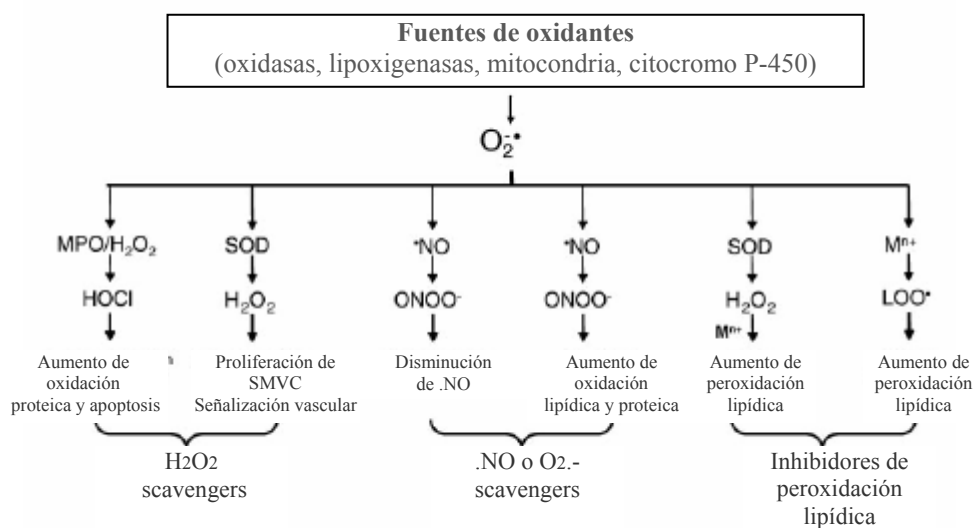 Fuentes de oxidantes
(oxidasas, lipoxigenasas, mitocondria, citocromo P-450)
O₂⁻•
MPO/H₂O₂ SOD •NO •NO SOD Mⁿ⁺
HOCl H₂O₂ ONOO⁻ ONOO⁻ H₂O₂ LOO•
Mⁿ⁺
Aumento de
oxidación
proteica y apoptosis
Proliferación de
SMVC
Señalización vascular
Disminución
de .NO
Aumento de
oxidación
lipídica y proteica
Aumento de
peroxidación
lipídica
Aumento de
peroxidación
lipídica
H2O2
scavengers
.NO o O2.-
scavengers
Inhibidores de
peroxidación
lipídica